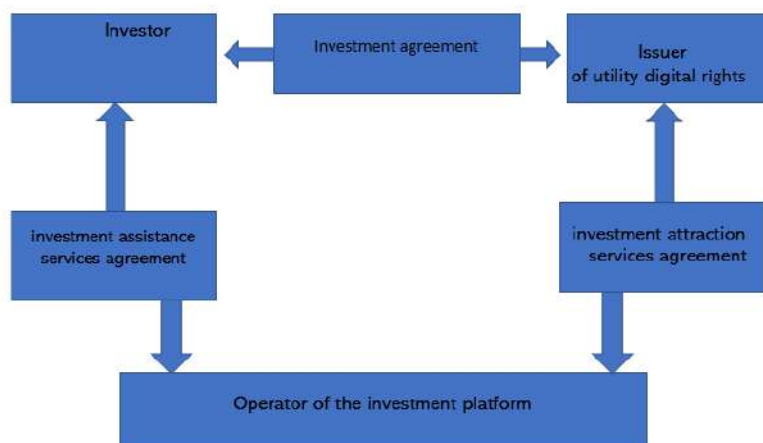 Investor
Investment agreement
Issuer
of utility digital rights
investment assistance
services agreement
investment attraction
services agreement
Operator of the investment platform